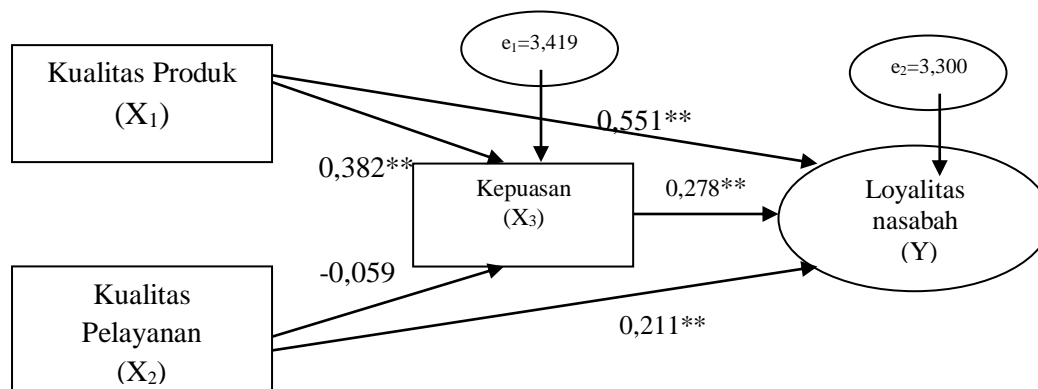 e₁=3,419
Kualitas Produk
(X₁)
e₂=3,300
0,551**
0,382**
Kepuasan
(X₃)
0,278**
Loyalitas
nasabah
(Y)
-0,059
Kualitas
Pelayanan
(X₂)
0,211**